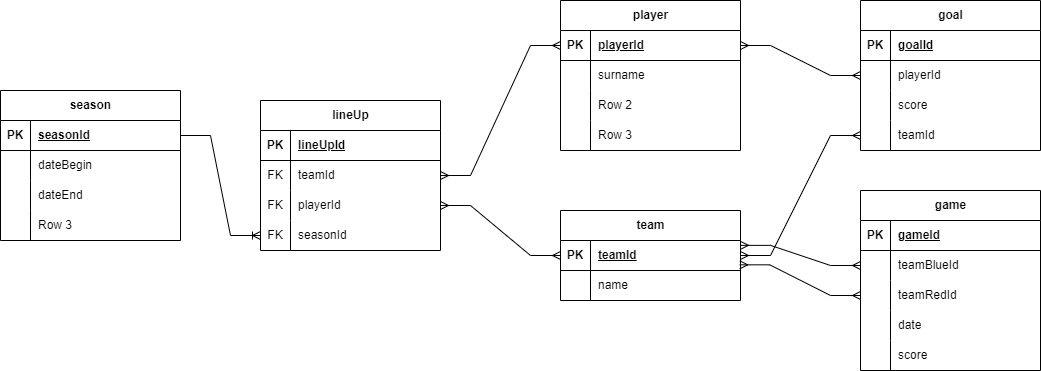 season
PK seasonId
dateBegin
dateEnd
Row 3
lineUp
PK lineUpId
FK teamId
FK playerId
FK seasonId
player
PK playerId
surname
Row 2
Row 3
team
PK teamId
name
goal
PK goalId
playerId
score
teamId
game
PK gameId
teamBlueId
teamRedId
date
score